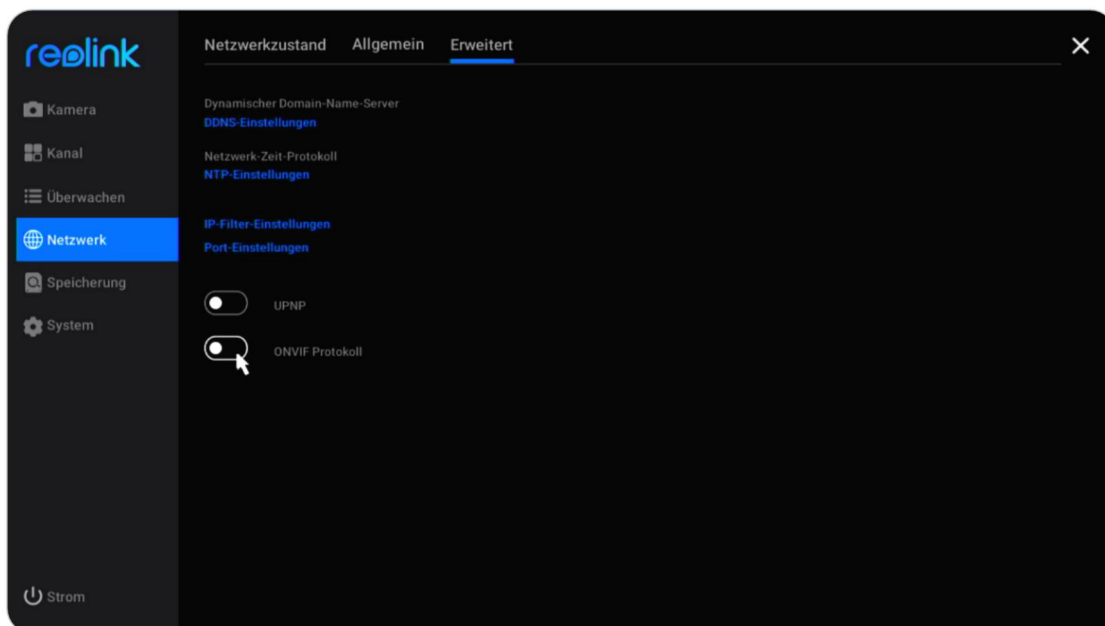 reolink
Netzwerkzustand Allgemein Erweitert
Kamera
Kanal
Überwachen
Netzwerk
Speicherung
System
Strom
Dynamischer Domain-Name-Server
DDNS-Einstellungen
Netzwerk-Zeit-Protokoll
NTP-Einstellungen
IP-Filter-Einstellungen
Port-Einstellungen
UPNP
ONVIF Protokoll